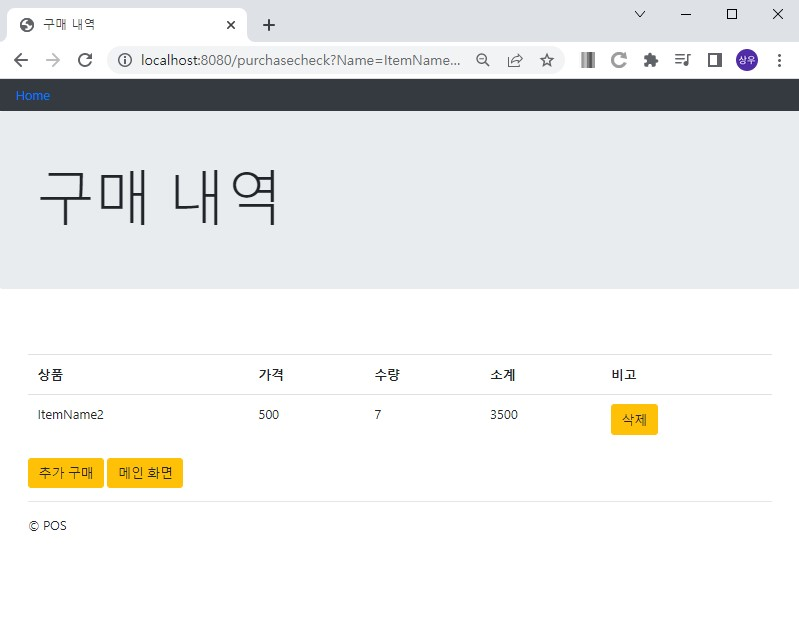 구매 내역
localhost:8080/purchasecheck?Name=ItemName...
상우
Home
구매 내역
상품 가격 수량 소계 비고
ItemName2 500 7 3500 삭제
추가 구매 메인 화면
© POS